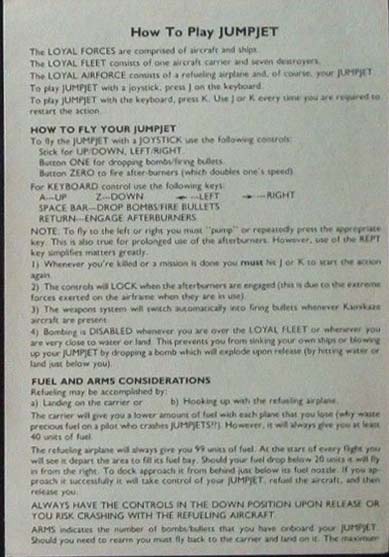 How To Play JUMPJET
The LOYAL FORCES are comprised of aircraft and ships.
The LOYAL FLEET consists of one aircraft carrier and seven destroyers.
The LOYAL AIRFORCE consists of a refueling airplane and, of course, your JUMPJET.
To play JUMPJET with a joystick, press J on the keyboard.
To play JUMPJET with the keyboard, press K. Use J or K every time you are required to
restart the action.
HOW TO FLY YOUR JUMPJET
To fly the JUMPJET with a JOYSTICK use the following controls:
Stick for UP/DOWN, LEFT/RIGHT.
Button ONE for dropping bombs/firing bullets.
Button ZERO to fire after-burners (which doubles one's speed).
For KEYBOARD control use the following keys:
A—UP Z—DOWN ←—LEFT →—RIGHT
SPACE BAR—DROP BOMBS/FIRE BULLETS
RETURN—ENGAGE AFTERBURNERS.
NOTE: To fly to the left or right you must "pump" or repeatedly press the appropriate
key. This is also true for prolonged use of the afterburners. However, use of the REPT
key simplifies matters greatly.
1) Whenever you're killed or a mission is done you must hit J or K to start the action
again.
2) The controls will LOCK when the afterburners are engaged (this is due to the extreme
forces exerted on the airframe when they are in use).
3) The weapons system will switch automatically into firing bullets whenever Kamikaze
aircraft are present.
4) Bombing is DISABLED whenever you are over the LOYAL FLEET or whenever you
are very close to water or land. This prevents you from sinking your own ships or blowing
up your JUMPJET by dropping a bomb which will explode upon release (by hitting water or
land just below you).
FUEL AND ARMS CONSIDERATIONS
Refueling may be accomplished by:
a) Landing on the carrier or b) Hooking up with the refueling airplane.
The carrier will give you a lower amount of fuel with each plane that you lose (why waste
precious fuel on a pilot who crashes JUMPJETS?!). However, it will always give you at least
40 units of fuel.
The refueling airplane will always give you 99 units of fuel. At the start of every flight you
will see it depart the area to fill its fuel bay. Should your fuel drop below 20 units it will fly
in from the right. To dock approach it from behind just below its fuel nozzle. If you ap-
proach it successfully it will take control of your JUMPJET, refuel the aircraft, and then
release you.
ALWAYS HAVE THE CONTROLS IN THE DOWN POSITION UPON RELEASE OR
YOU RISK CRASHING WITH THE REFUELING AIRCRAFT.
ARMS indicates the number of bombs/bullets that you have onboard your JUMPJET.
Should you need to rearm you must fly back to the carrier and land on it. The maximum